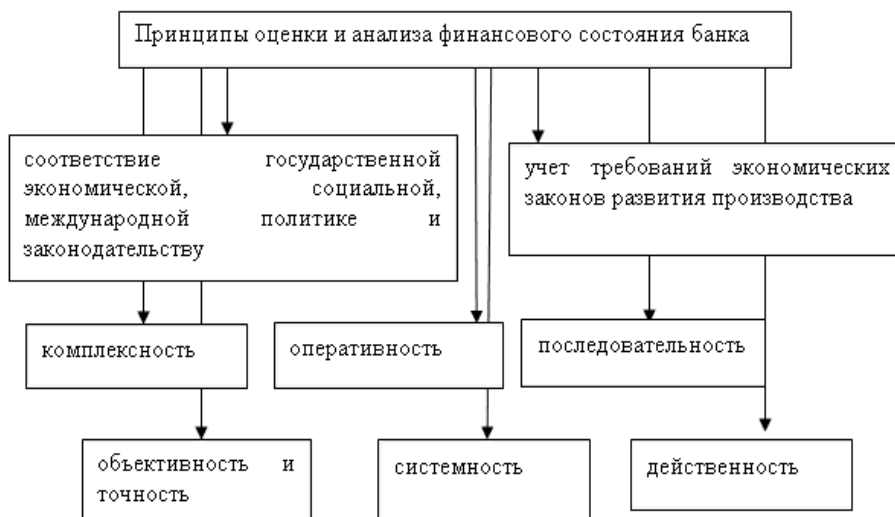 Принципы оценки и анализа финансового состояния банка
соответствие государственной
экономической, социальной,
международной политике и
законодательству
учет требований экономических
законов развития производства
комплексность
оперативность
последовательность
объективность и
точность
системность
действенность